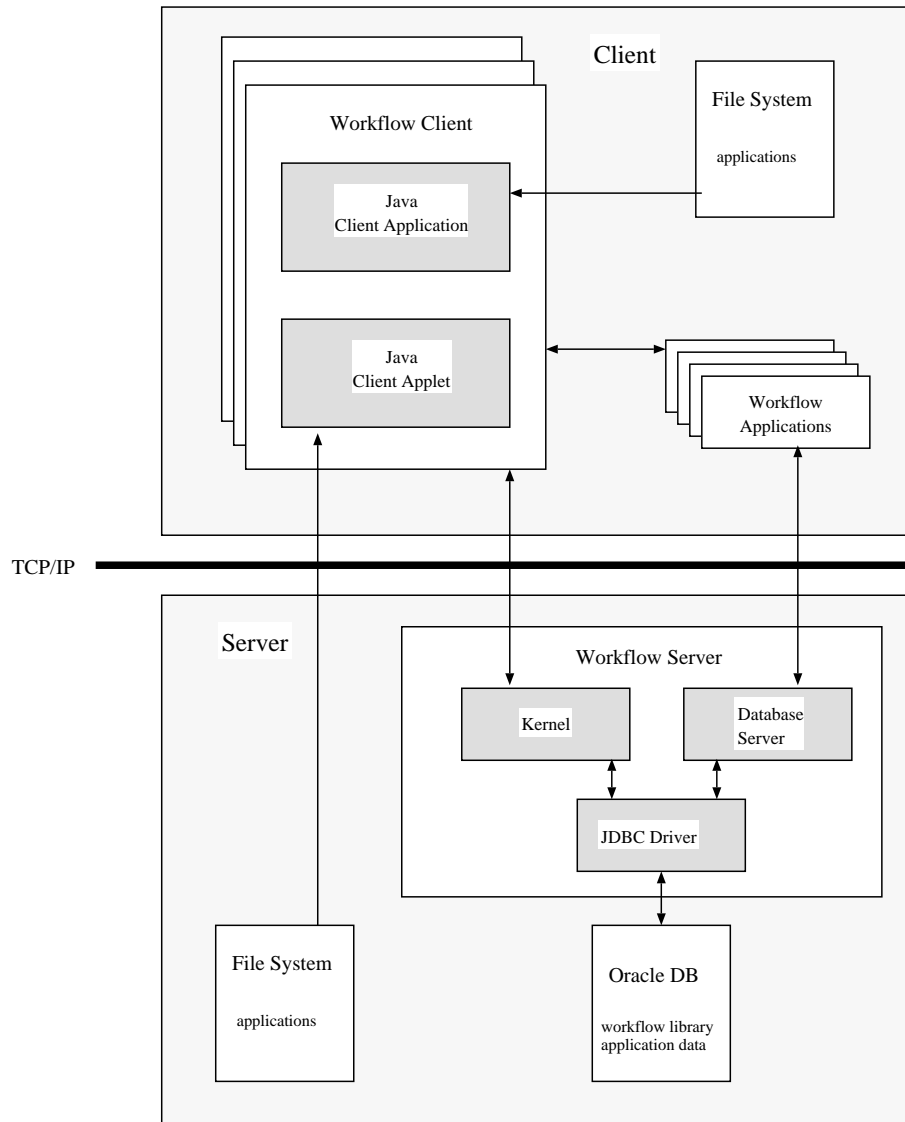 Client
Workflow Client
File System
applications
Java
Client Application
Java
Client Applet
Workflow
Applications
TCP/IP
Server
Workflow Server
Kernel
Database
Server
JDBC Driver
File System
applications
Oracle DB
workflow library
application data